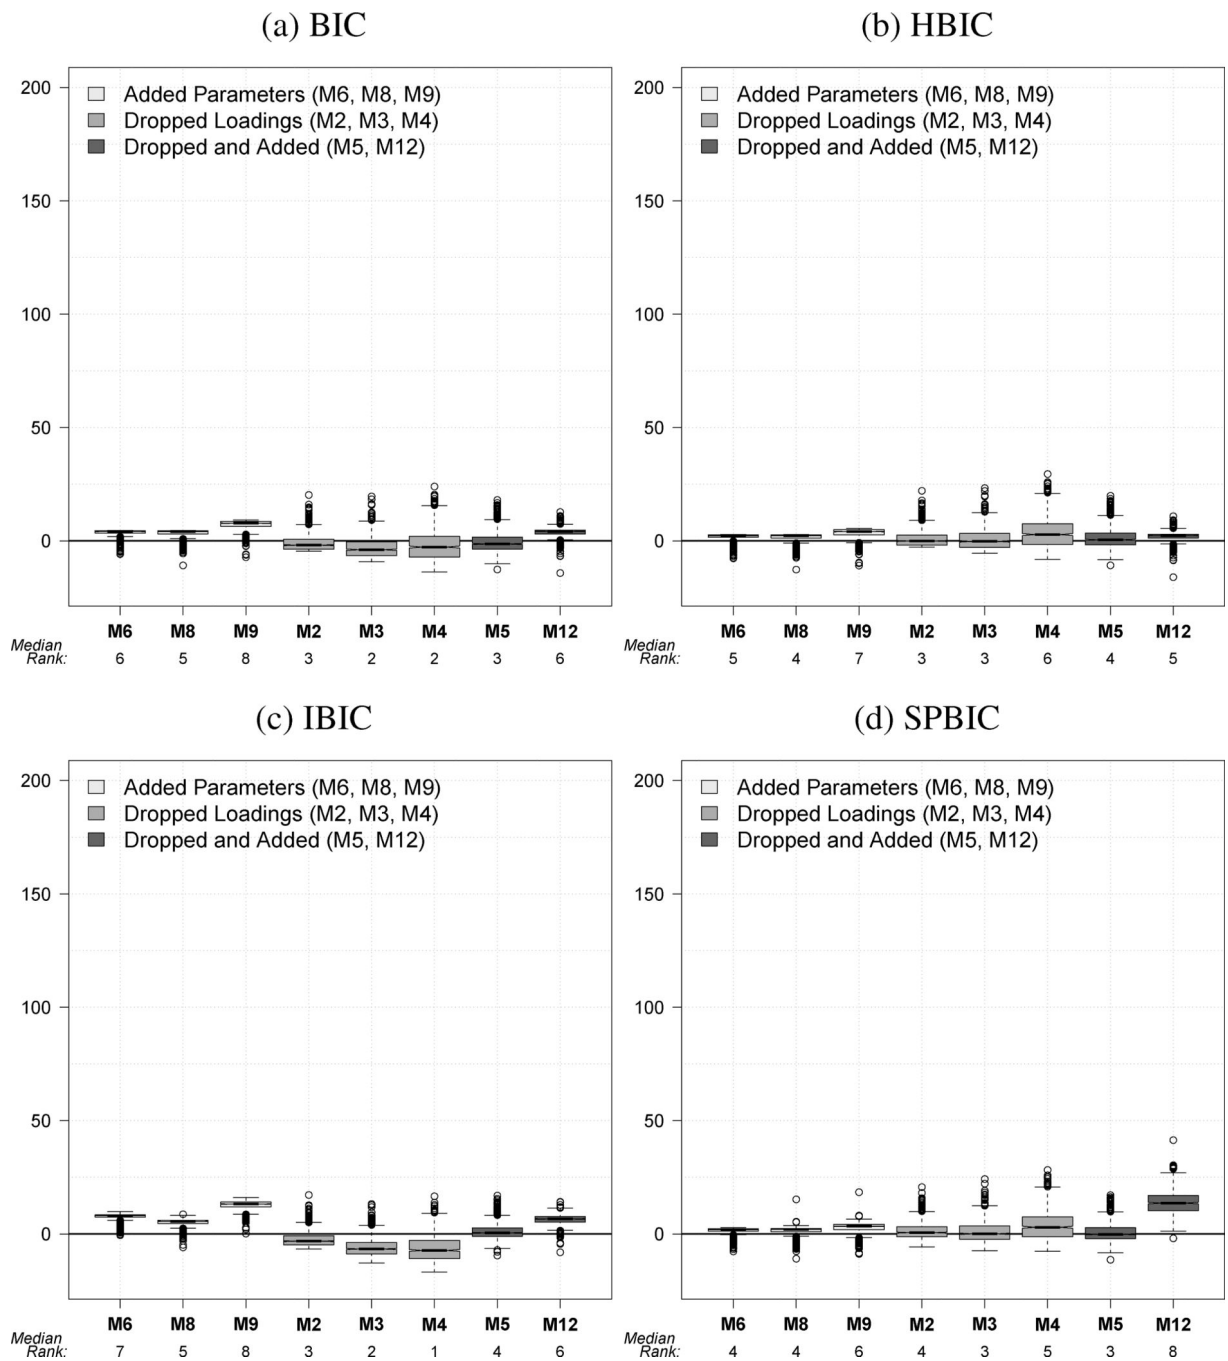 (a) BIC
(b) HBIC
200
Added Parameters (M6, M8, M9)
Dropped Loadings (M2, M3, M4)
Dropped and Added (M5, M12)
150
100
50
0
M6 M8 M9 M2 M3 M4 M5 M12
Median
Rank: 6 5 8 3 2 2 3 6
200
Added Parameters (M6, M8, M9)
Dropped Loadings (M2, M3, M4)
Dropped and Added (M5, M12)
150
100
50
0
M6 M8 M9 M2 M3 M4 M5 M12
Median
Rank: 5 4 7 3 3 6 4 5
(c) IBIC
(d) SPBIC
200
Added Parameters (M6, M8, M9)
Dropped Loadings (M2, M3, M4)
Dropped and Added (M5, M12)
150
100
50
0
M6 M8 M9 M2 M3 M4 M5 M12
Median
Rank: 7 5 8 3 2 1 4 6
200
Added Parameters (M6, M8, M9)
Dropped Loadings (M2, M3, M4)
Dropped and Added (M5, M12)
150
100
50
0
M6 M8 M9 M2 M3 M4 M5 M12
Median
Rank: 4 4 6 4 3 5 3 8